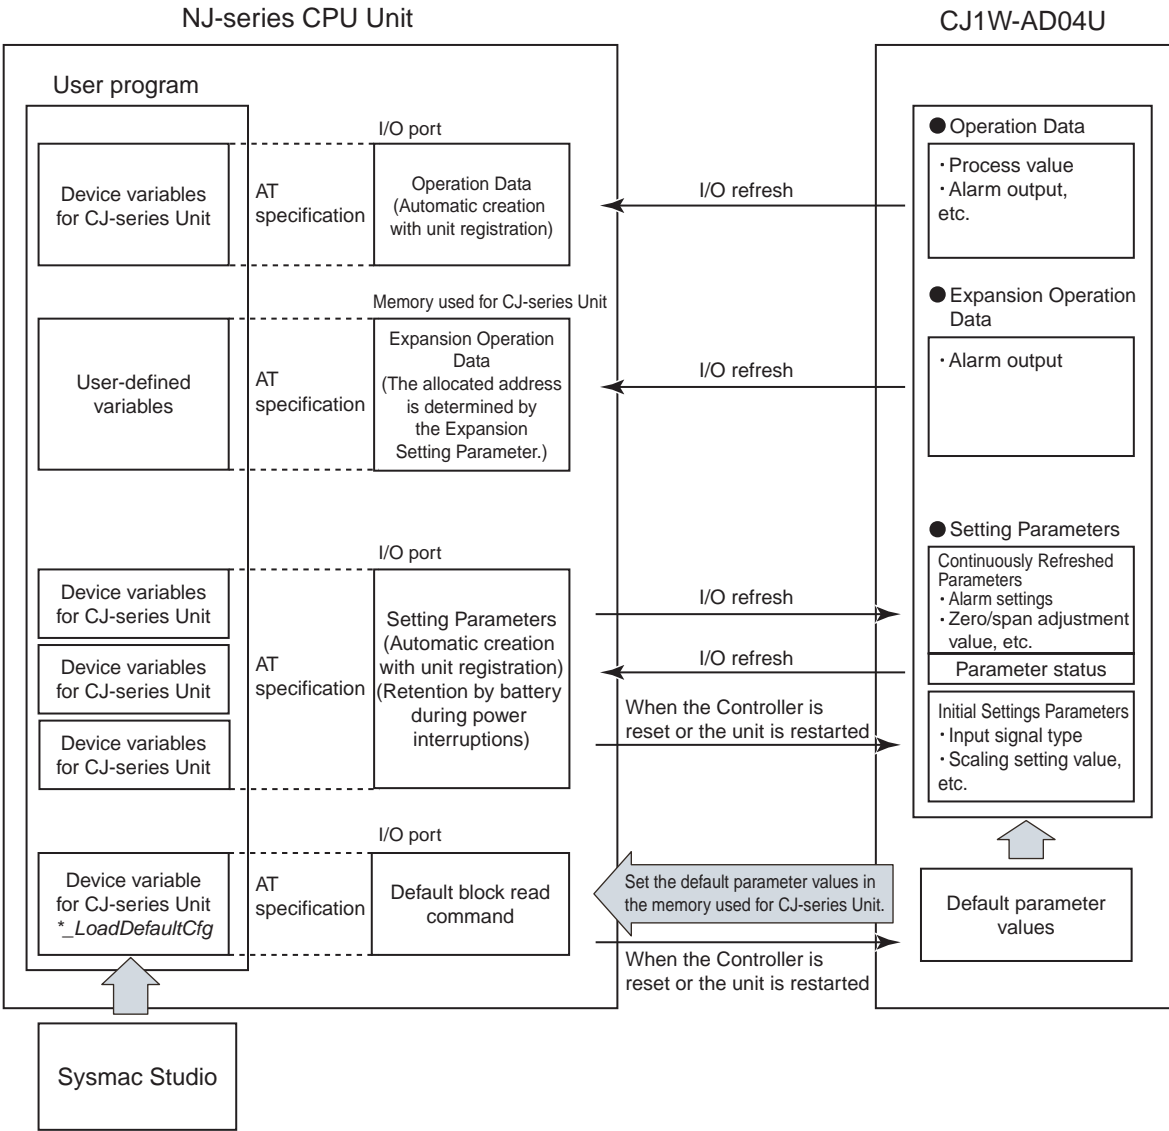 NJ-series CPU Unit
CJ1W-AD04U
User program
I/O port
Device variables
for CJ-series Unit
AT
specification
Operation Data
(Automatic creation
with unit registration)
I/O refresh
● Operation Data
・Process value
・Alarm output,
etc.
Memory used for CJ-series Unit
User-defined
variables
AT
specification
Expansion Operation
Data
(The allocated address
is determined by
the Expansion
Setting Parameter.)
I/O refresh
● Expansion Operation
Data
・Alarm output
I/O port
Device variables
for CJ-series Unit
Device variables
for CJ-series Unit
Device variables
for CJ-series Unit
AT
specification
Setting Parameters
(Automatic creation
with unit registration)
(Retention by battery
during power
interruptions)
I/O refresh
I/O refresh
When the Controller is
reset or the unit is restarted
● Setting Parameters
Continuously Refreshed
Parameters
・Alarm settings
・Zero/span adjustment
value, etc.
Parameter status
Initial Settings Parameters
・Input signal type
・Scaling setting value,
etc.
I/O port
Device variable
for CJ-series Unit
*_LoadDefaultCfg
AT
specification
Default block read
command
Set the default parameter values in
the memory used for CJ-series Unit.
When the Controller is
reset or the unit is restarted
Default parameter
values
Sysmac Studio